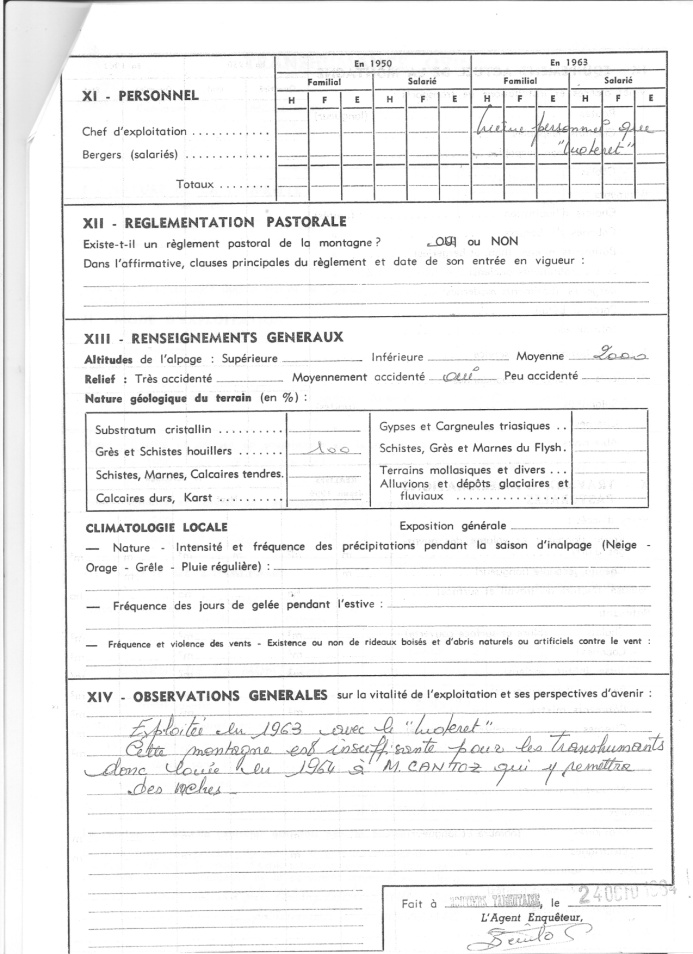 XI - PERSONNEL
En 1950 En 1963
Familial Salarié Familial Salarié
H F E H F E H F E H F E
Chef d'exploitation ............ même personnel que
Bergers (salariés) ............. "
Totaux ........
XII - REGLEMENTATION PASTORALE
Existe-t-il un règlement pastoral de la montagne ? OUI ou NON
Dans l'affirmative, clauses principales du règlement et date de son entrée en vigueur :
XIII - RENSEIGNEMENTS GENERAUX
Altitudes de l'alpage : Supérieure Inférieure Moyenne 2000
Relief : Très accidenté Moyennement accidenté oui Peu accidenté
Nature géologique du terrain (en %) :
Substratum cristallin .......... Gypses et Cargneules triasiques ..
Grès et Schistes houillers ....... 100 Schistes, Grès et Marnes du Flysh.
Schistes, Marnes, Calcaires tendres. Terrains mollasiques et divers ...
Calcaires durs, Karst .......... Alluvions et dépôts glaciaires et
fluviaux .................
CLIMATOLOGIE LOCALE Exposition générale
— Nature - Intensité et fréquence des précipitations pendant la saison d'inalpage (Neige -
Orage - Grêle - Pluie régulière) :
— Fréquence des jours de gelée pendant l'estive :
— Fréquence et violence des vents - Existence ou non de rideaux boisés et d'abris naturels ou artificiels contre le vent :
XIV - OBSERVATIONS GENERALES sur la vitalité de l'exploitation et ses perspectives d'avenir :
Exploitée en 1963 avec le
Cette montagne est insuffisante pour les transhumants
donc louée en 1964 à M. CANTOZ qui y remettra
des vaches
Fait à , le 24 OCTO
L'Agent Enquêteur,